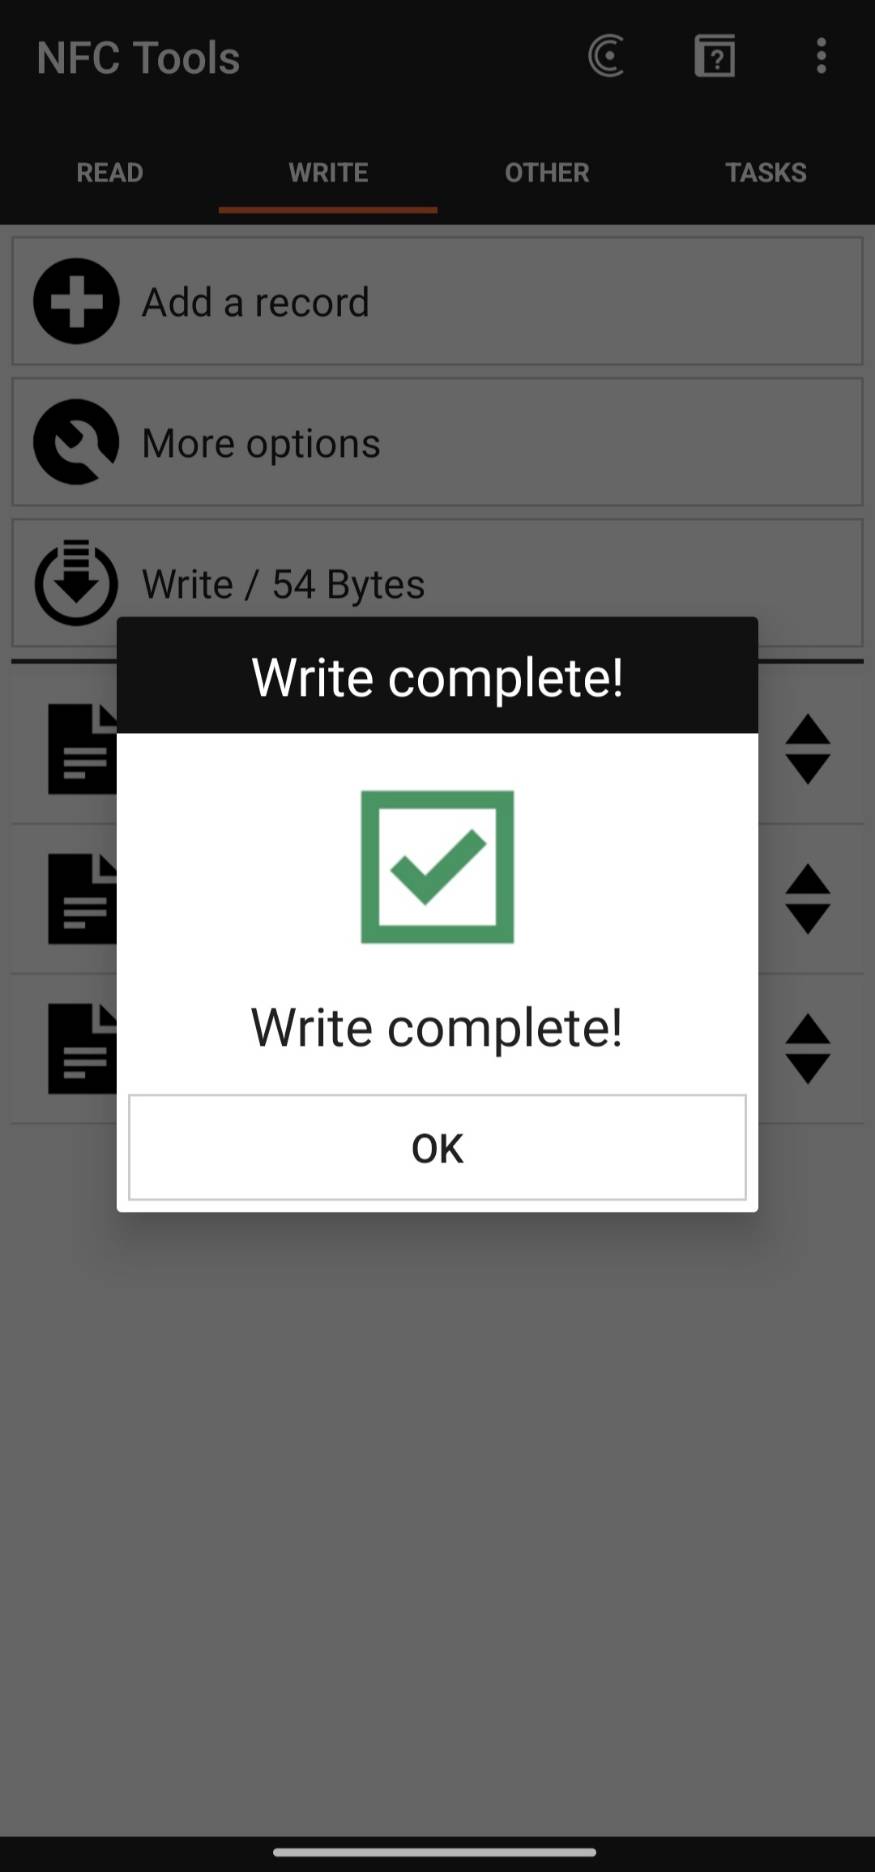 NFC Tools
READ WRITE OTHER TASKS
Add a record
More options
Write / 54 Bytes
Write complete!
Write complete!
OK